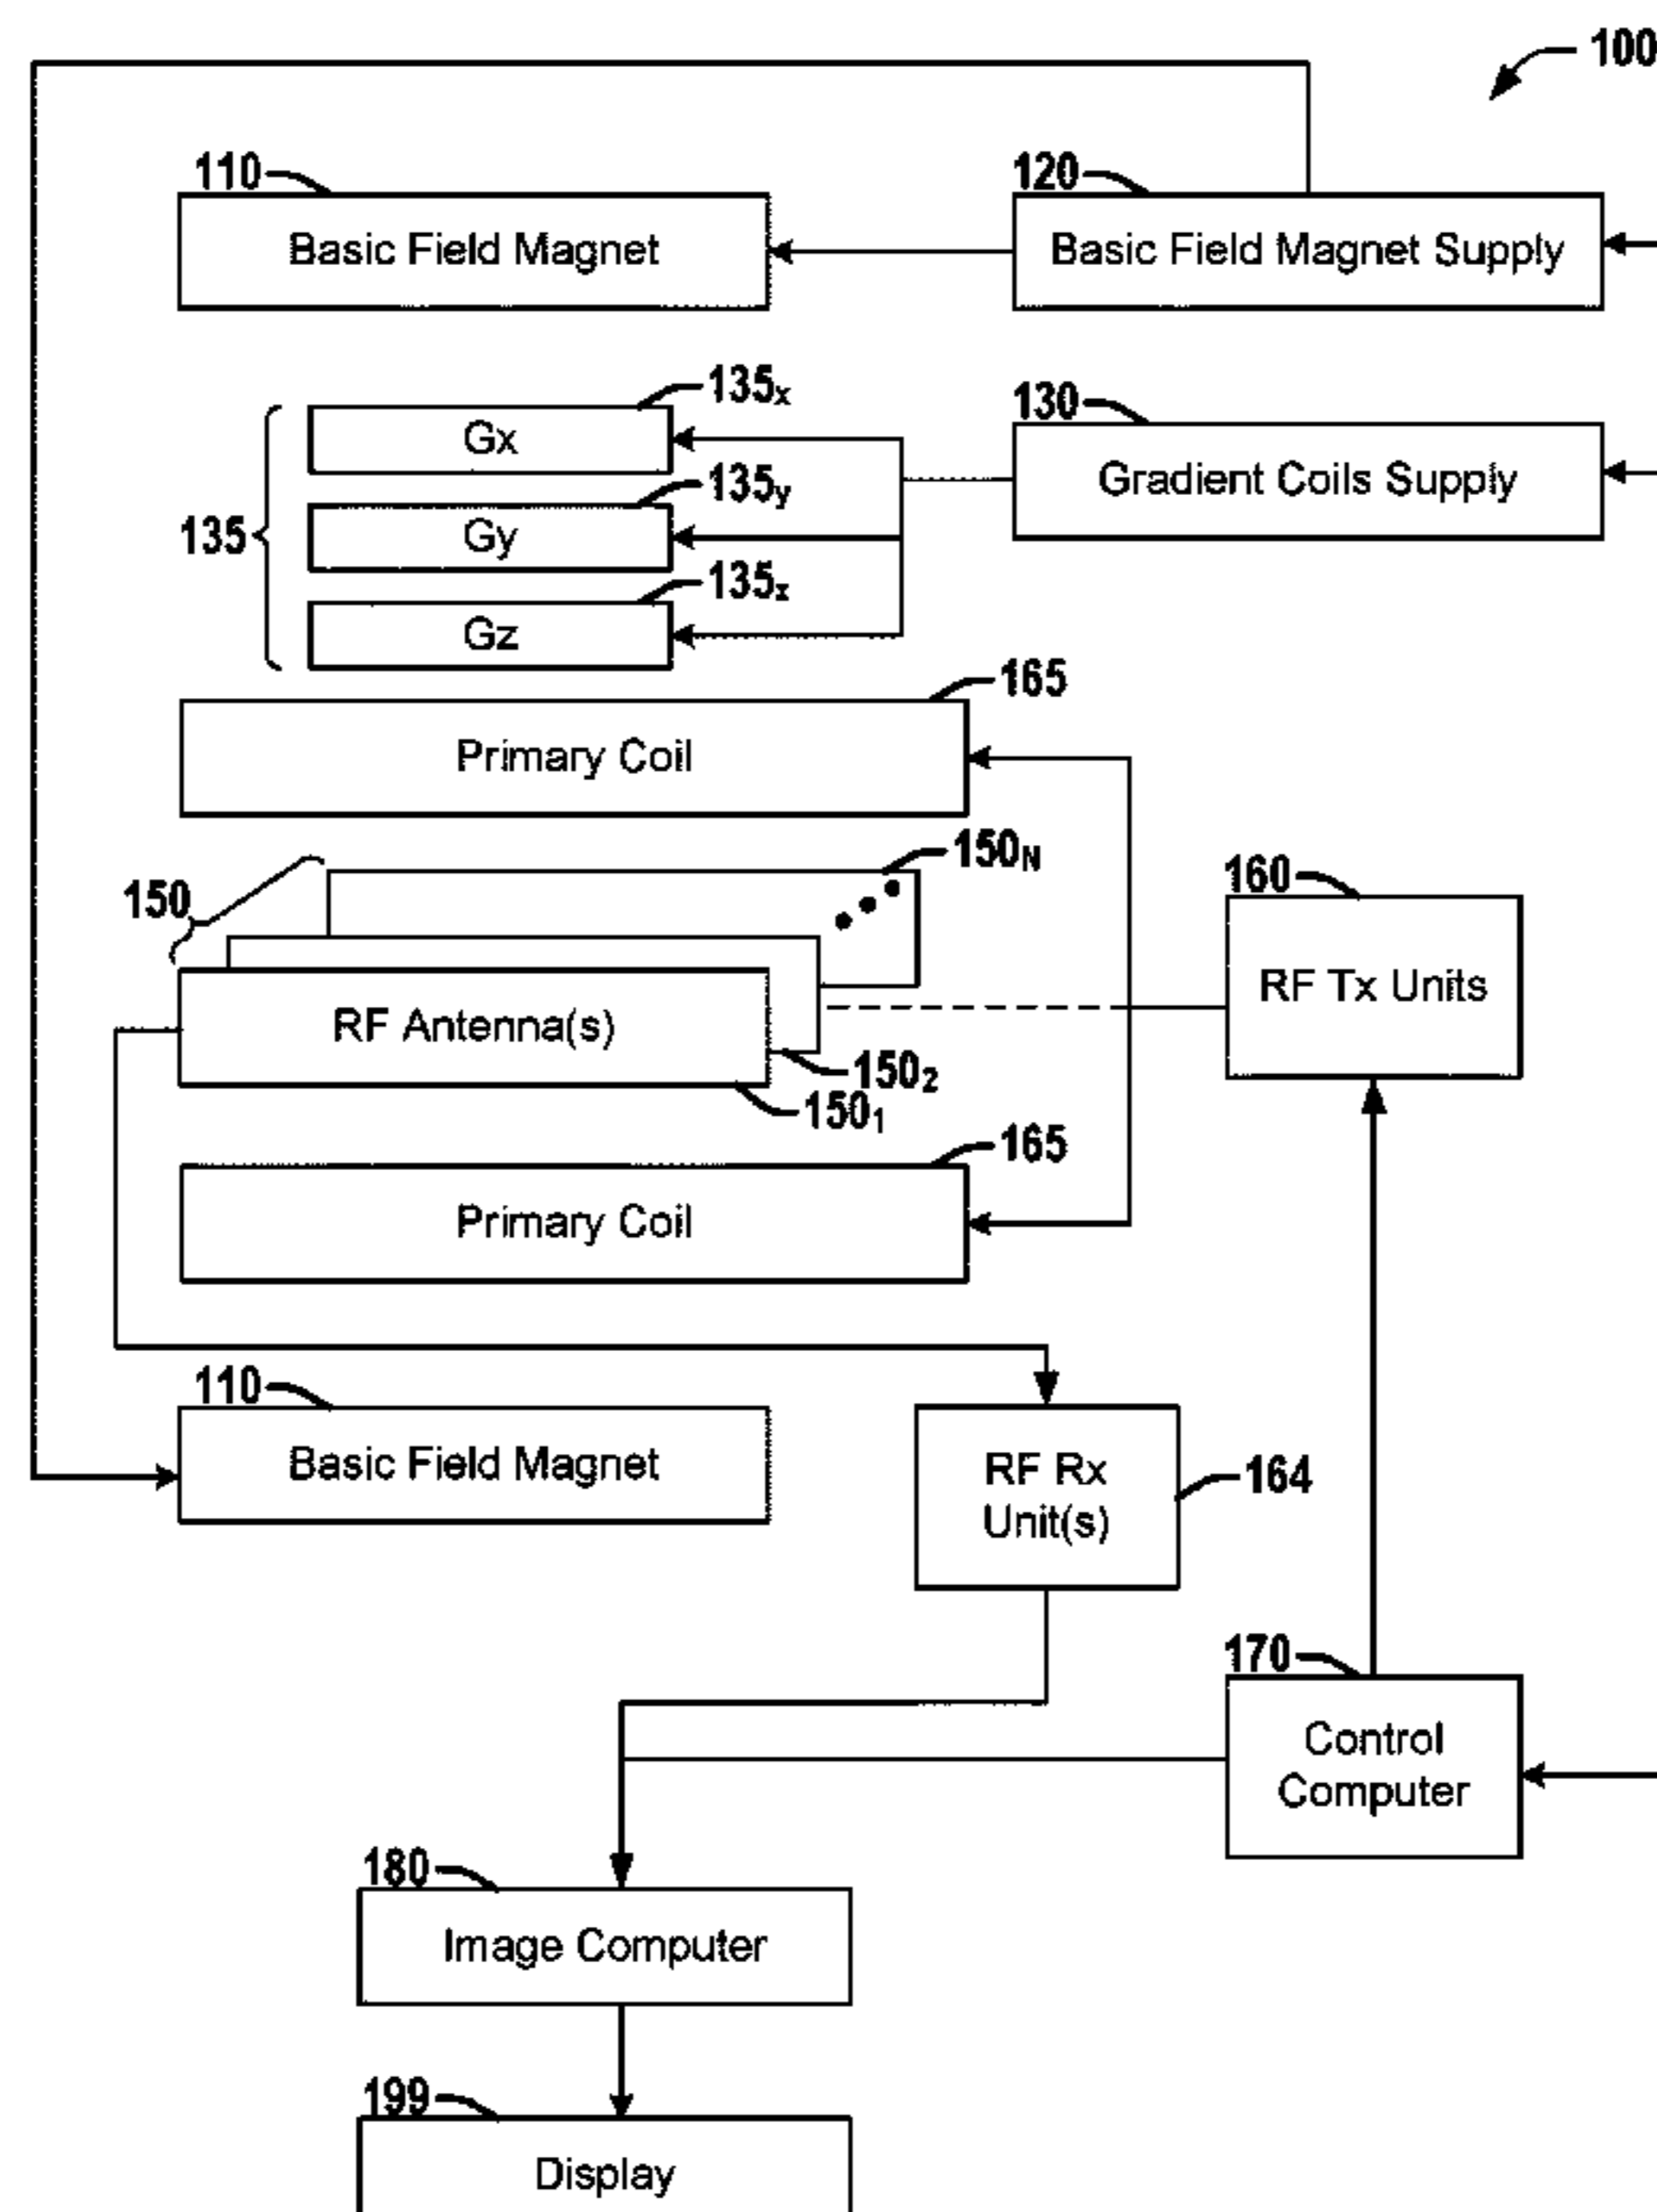 100
110
120
Basic Field Magnet
Basic Field Magnet Supply
135x
130
Gx
Gradient Coils Supply
135y
135
Gy
135z
Gz
165
Primary Coil
150N
150
160
RF Tx Units
RF Antenna(s)
1502
1501
165
Primary Coil
110
Basic Field Magnet
RF Rx
Unit(s)
164
170
Control
Computer
180
Image Computer
199
Display